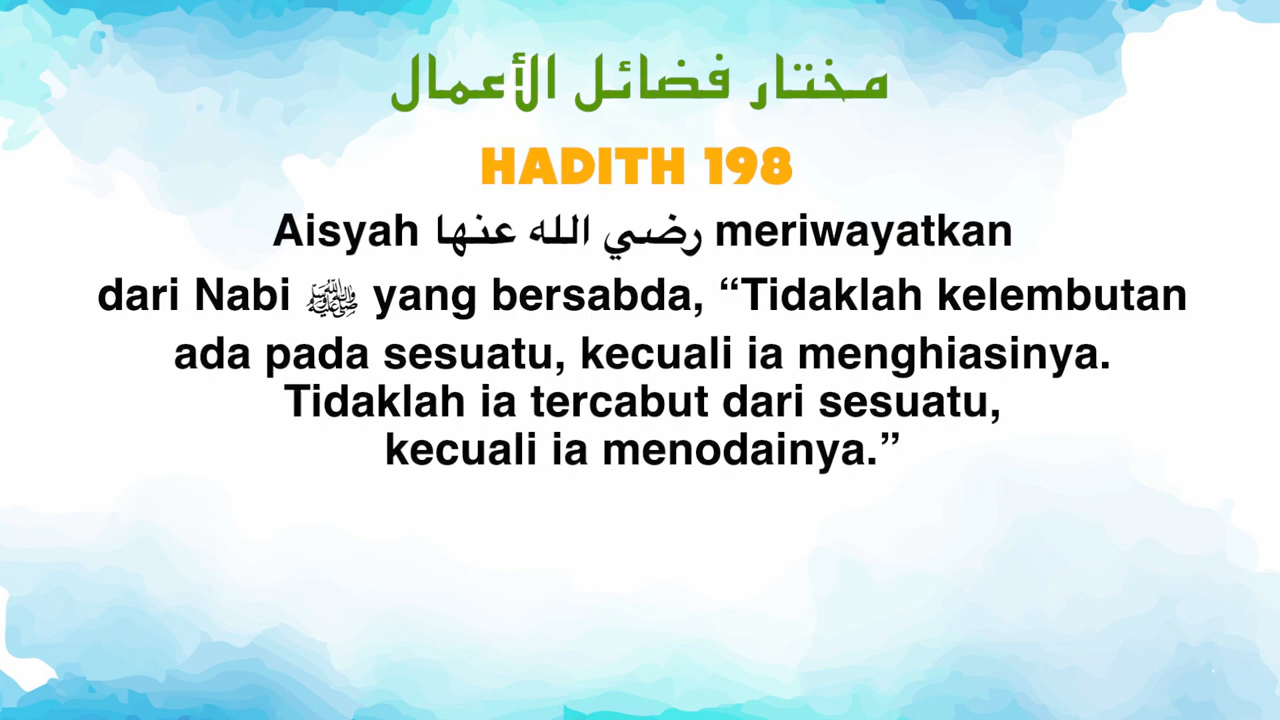 مختار فضائل الأعمال
HADITH 198
Aisyah رضي الله عنها meriwayatkan
dari Nabi ﷺ yang bersabda, “Tidaklah kelembutan
ada pada sesuatu, kecuali ia menghiasinya.
Tidaklah ia tercabut dari sesuatu,
kecuali ia menodainya.”